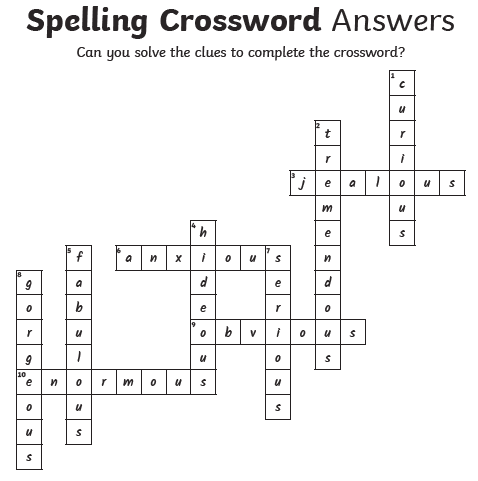 Spelling Crossword Answers
Can you solve the clues to complete the crossword?
1 curious
2 tremendous
3 jealous
4 hideous
5 fabulous
6 anxious
7 serious
8 gorgeous
9 obvious
10 enormous